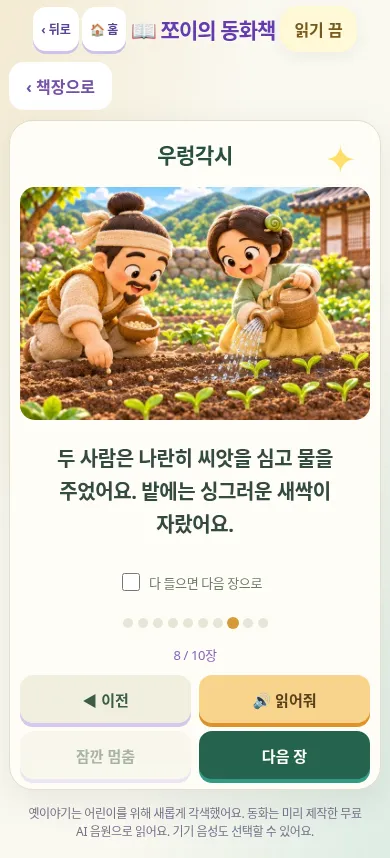 ‹ 뒤로
🏠 홈
📖 쪼이의 동화책
읽기 끝
‹ 책장으로
우렁각시
두 사람은 나란히 씨앗을 심고 물을
주었어요. 밭에는 싱그러운 새싹이
자랐어요.
다 들으면 다음 장으로
8 / 10장
◀ 이전
🔊 읽어줘
잠깐 멈춤
다음 장
옛이야기는 어린이를 위해 새롭게 각색했어요. 동화는 미리 제작한 무료
AI 음원으로 읽어요. 기기 음성도 선택할 수 있어요.